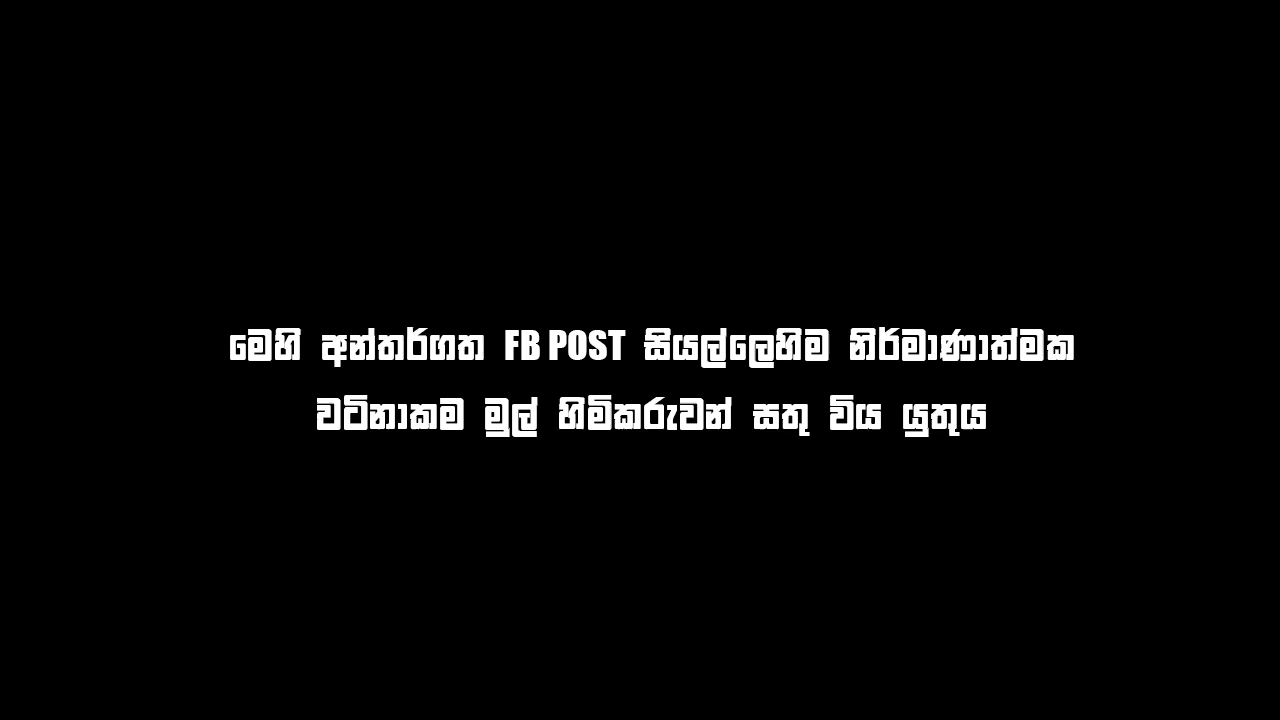 මෙහි අන්තර්ගත FB POST සියල්ලෙහිම නිර්මාණාත්මක
වටිනාකම මුල් හිමිකරුවන් සතු විය යුතුය